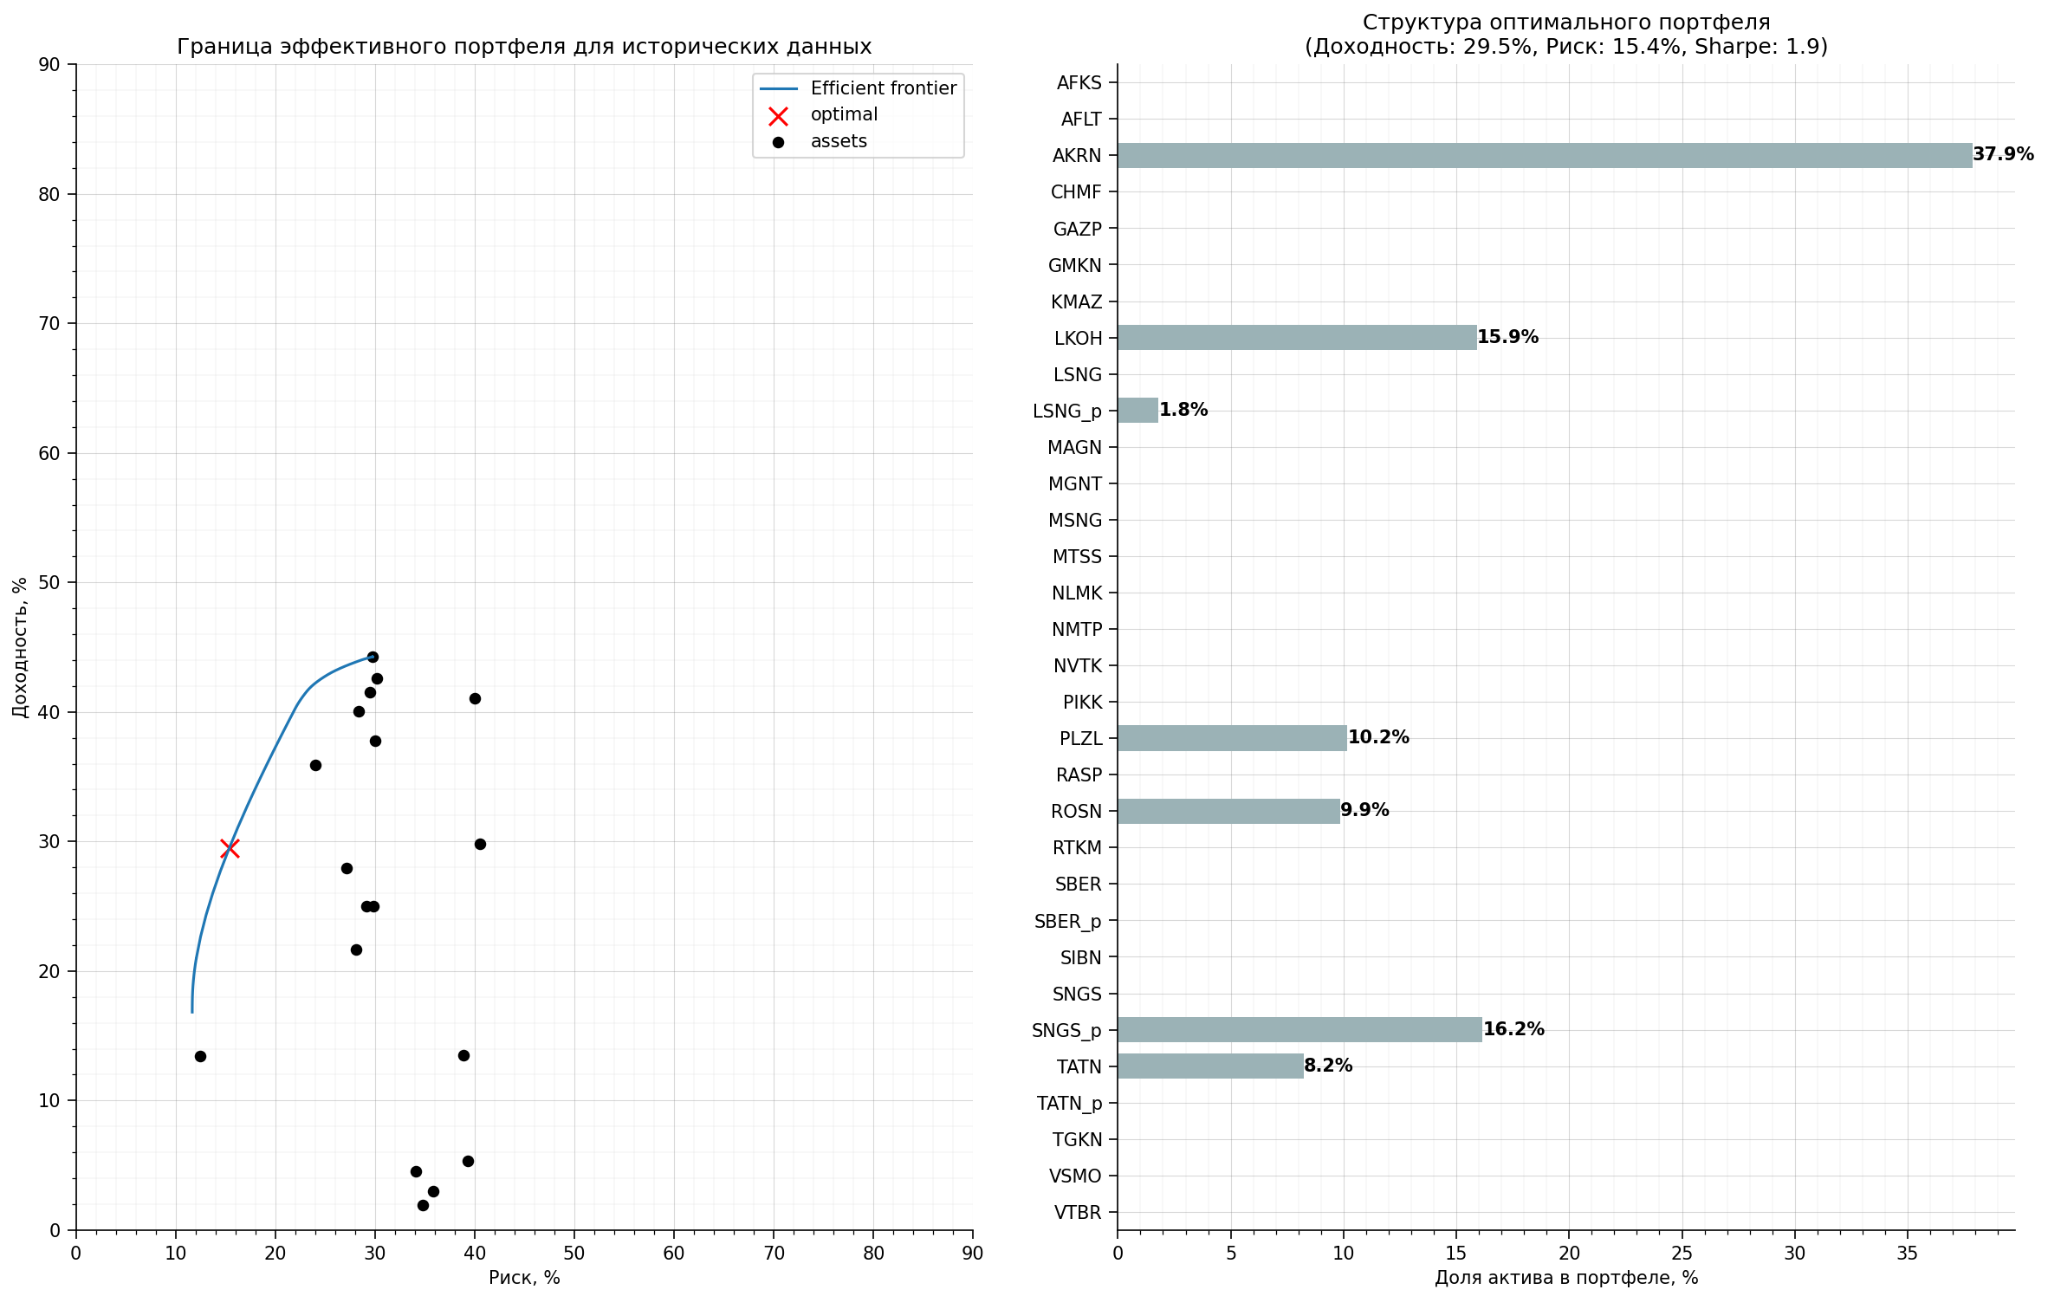 Граница эффективного портфеля для исторических данных
90
80
70
60
50
40
30
20
10
0
Доходность, %
Efficient frontier
optimal
assets
0 10 20 30 40 50 60 70 80 90
Риск, %
Структура оптимального портфеля
(Доходность: 29.5%, Риск: 15.4%, Sharpe: 1.9)
AFKS
AFLT
AKRN 37.9%
CHMF
GAZP
GMKN
KMAZ
LKOH 15.9%
LSNG
LSNG_p 1.8%
MAGN
MGNT
MSNG
MTSS
NLMK
NMTP
NVTK
PIKK
PLZL 10.2%
RASP
ROSN 9.9%
RTKM
SBER
SBER_p
SIBN
SNGS
SNGS_p 16.2%
TATN 8.2%
TATN_p
TGKN
VSMO
VTBR
0 5 10 15 20 25 30 35
Доля актива в портфеле, %